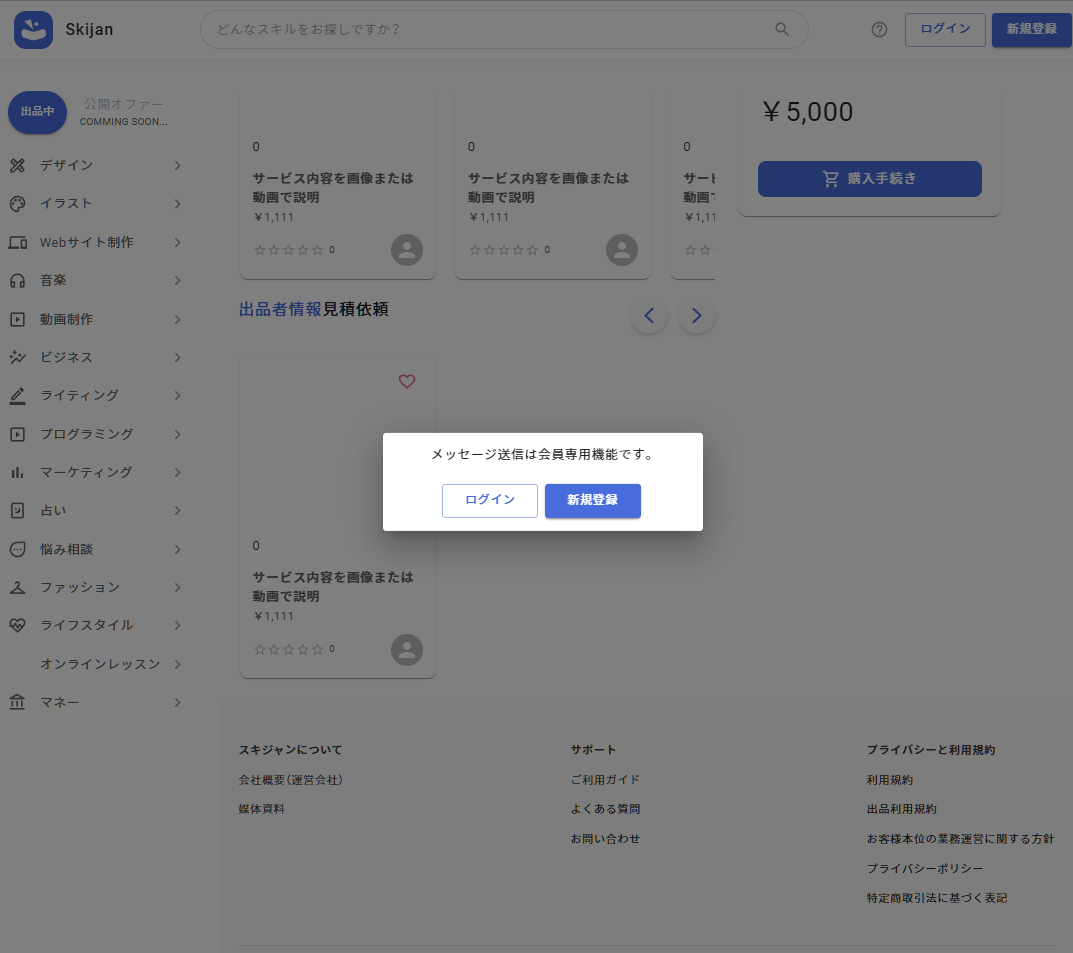 Skijan
どんなスキルをお探しですか？
ログイン
新規登録
出品中
公開オファー
COMMING SOON...
デザイン
イラスト
Webサイト制作
音楽
動画制作
ビジネス
ライティング
プログラミング
マーケティング
占い
悩み相談
ファッション
ライフスタイル
オンラインレッスン
マネー
0
サービス内容を画像または
動画で説明
￥1,111
0
0
サービス内容を画像または
動画で説明
￥1,111
0
0
サービ
動画で
￥1,11
￥5,000
購入手続き
出品者情報見積依頼
0
サービス内容を画像または
動画で説明
￥1,111
0
メッセージ送信は会員専用機能です。
ログイン
新規登録
スキジャンについて
会社概要(運営会社)
媒体資料
サポート
ご利用ガイド
よくある質問
お問い合わせ
プライバシーと利用規約
利用規約
出品利用規約
お客様本位の業務運営に関する方針
プライバシーポリシー
特定商取引法に基づく表記